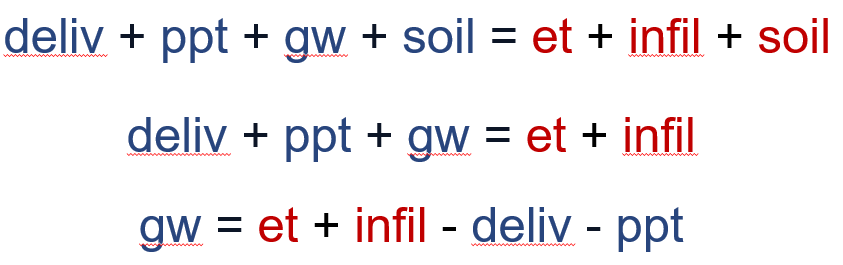 deliv + ppt + gw + soil = et + infil + soil
deliv + ppt + gw = et + infil
gw = et + infil - deliv - ppt